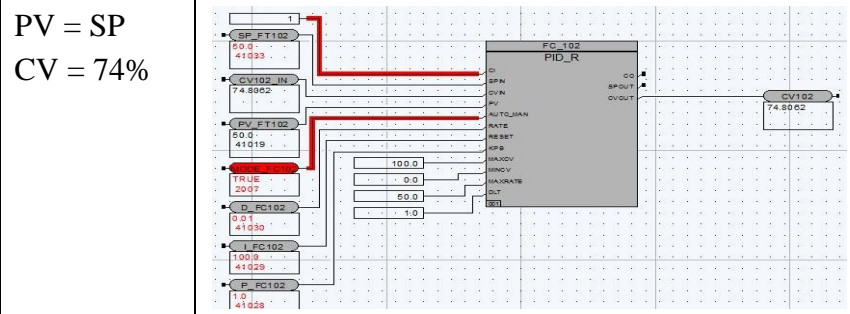 PV = SP
CV = 74%
1
SP_FT102
50.0
41033
CV102_IN
74.8062
PV_FT102
50.0
41019
MODE_FC102
TRUE
2007
D_FC102
0.01
41030
I_FC102
100.0
41029
P_FC102
1.0
41028
100.0
0.0
50.0
1.0
FC_102
PID_R
CI
SPIN
CVIN
PV
AUTO_MAN
RATE
RESET
KPB
MAXCV
MINCV
MAXRATE
DLT
001
CO
SPOUT
CVOUT
CV102
74.8062